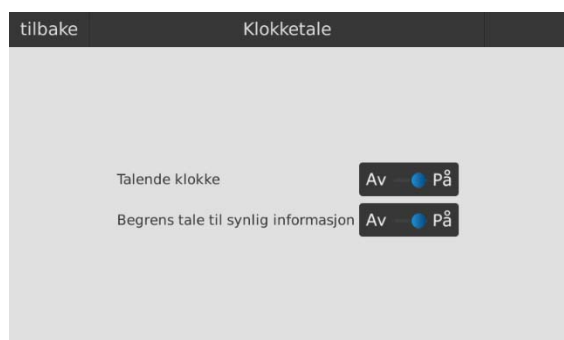 tilbake Klokketale
Talende klokke Av På
Begrens tale til synlig informasjon Av På